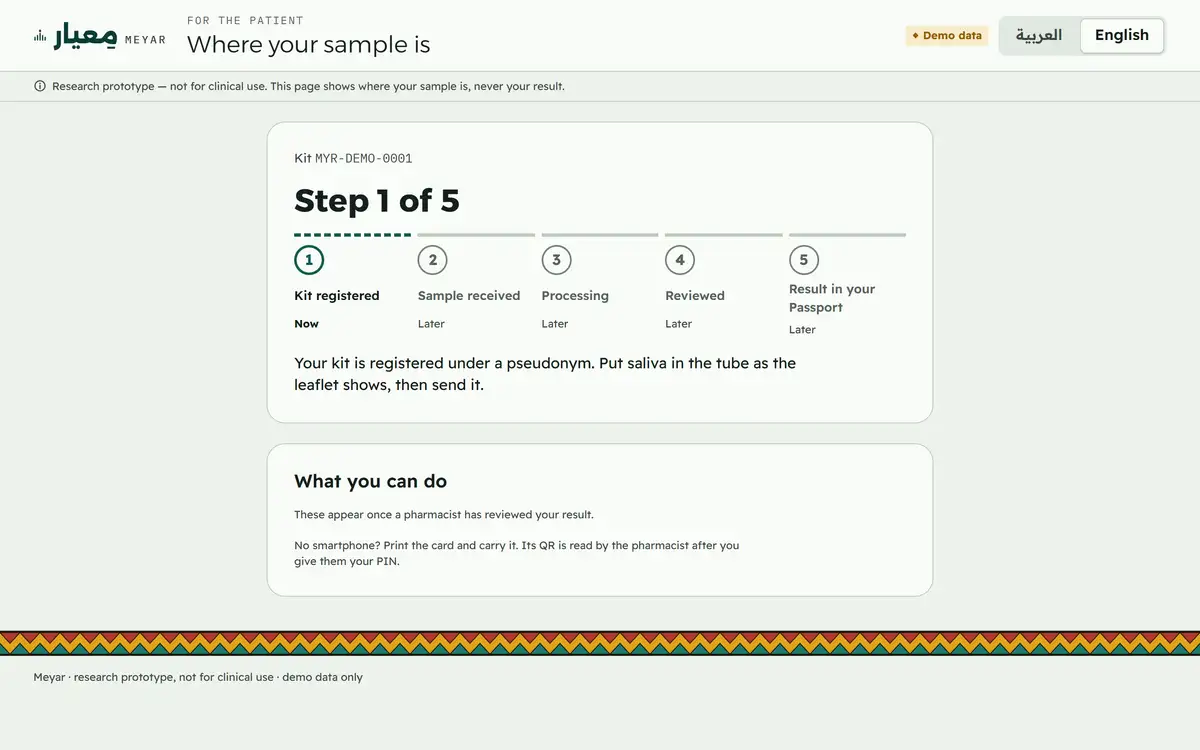 مِعيار MEYAR
FOR THE PATIENT
Where your sample is
Demo data
العربية
English
Research prototype — not for clinical use. This page shows where your sample is, never your result.
Kit MYR-DEMO-0001
Step 1 of 5
1
Kit registered
Now
2
Sample received
Later
3
Processing
Later
4
Reviewed
Later
5
Result in your
Passport
Later
Your kit is registered under a pseudonym. Put saliva in the tube as the
leaflet shows, then send it.
What you can do
These appear once a pharmacist has reviewed your result.
No smartphone? Print the card and carry it. Its QR is read by the pharmacist after you
give them your PIN.
Meyar · research prototype, not for clinical use · demo data only